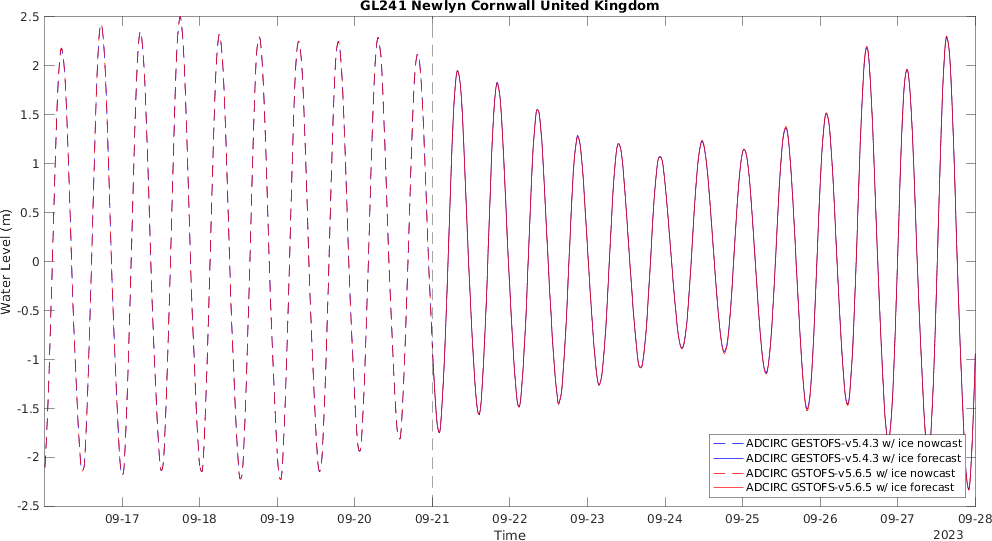 GL241 Newlyn Cornwall United Kingdom
2.5
2
1.5
1
0.5
0
-0.5
-1
-1.5
-2
-2.5
Water Level (m)
ADCIRC GESTOFS-v5.4.3 w/ ice nowcast
ADCIRC GESTOFS-v5.4.3 w/ ice forecast
ADCIRC GSTOFS-v5.6.5 w/ ice nowcast
ADCIRC GSTOFS-v5.6.5 w/ ice forecast
09-17 09-18 09-19 09-20 09-21 09-22 09-23 09-24 09-25 09-26 09-27 09-28
Time
2023